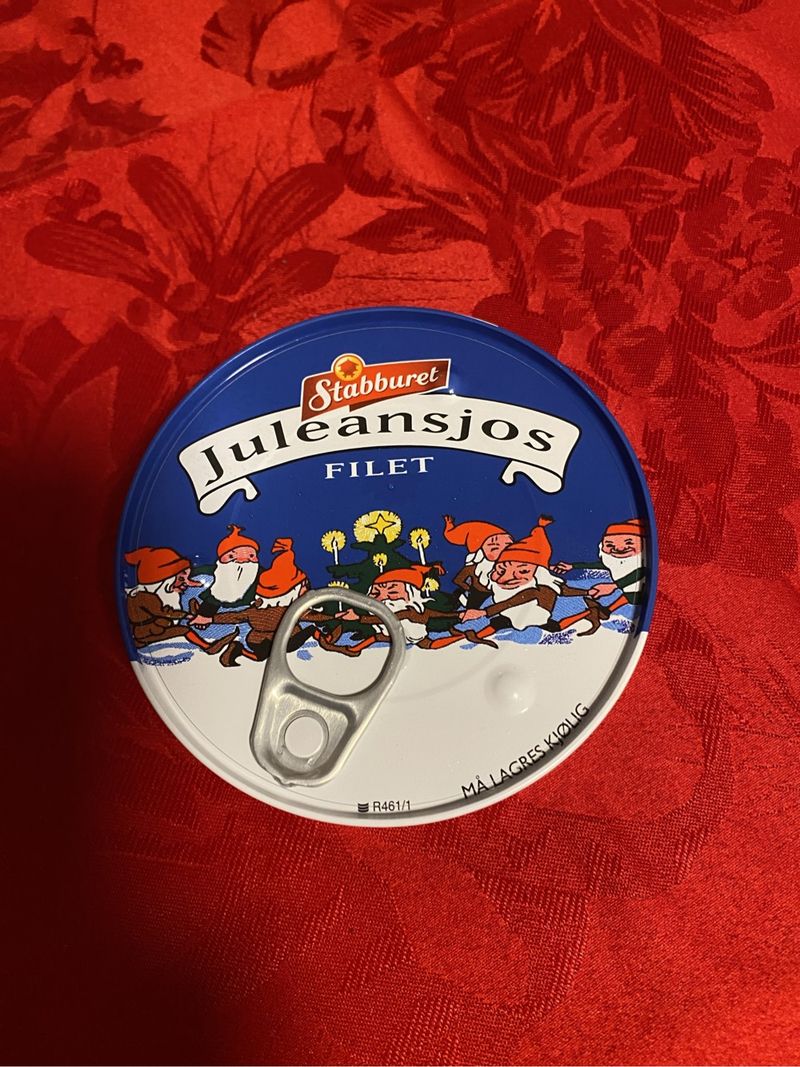 Stabburet
Juleansjos
FILET
MÅ LAGRES KJØLIG
R461/1